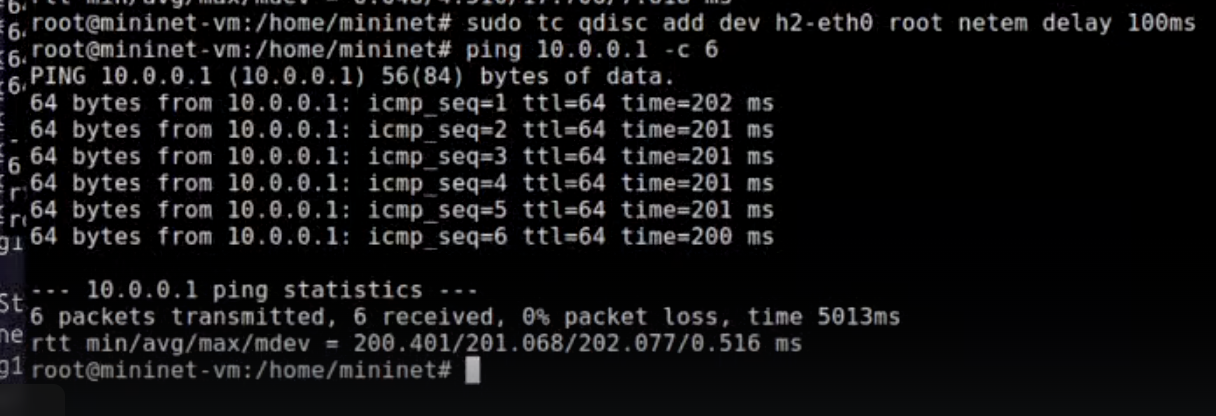 root@mininet-vm:/home/mininet# sudo tc qdisc add dev h2-eth0 root netem delay 100ms
root@mininet-vm:/home/mininet# ping 10.0.0.1 -c 6
PING 10.0.0.1 (10.0.0.1) 56(84) bytes of data.
64 bytes from 10.0.0.1: icmp_seq=1 ttl=64 time=202 ms
64 bytes from 10.0.0.1: icmp_seq=2 ttl=64 time=201 ms
64 bytes from 10.0.0.1: icmp_seq=3 ttl=64 time=201 ms
64 bytes from 10.0.0.1: icmp_seq=4 ttl=64 time=201 ms
64 bytes from 10.0.0.1: icmp_seq=5 ttl=64 time=201 ms
64 bytes from 10.0.0.1: icmp_seq=6 ttl=64 time=200 ms
--- 10.0.0.1 ping statistics ---
6 packets transmitted, 6 received, 0% packet loss, time 5013ms
rtt min/avg/max/mdev = 200.401/201.068/202.077/0.516 ms
root@mininet-vm:/home/mininet#